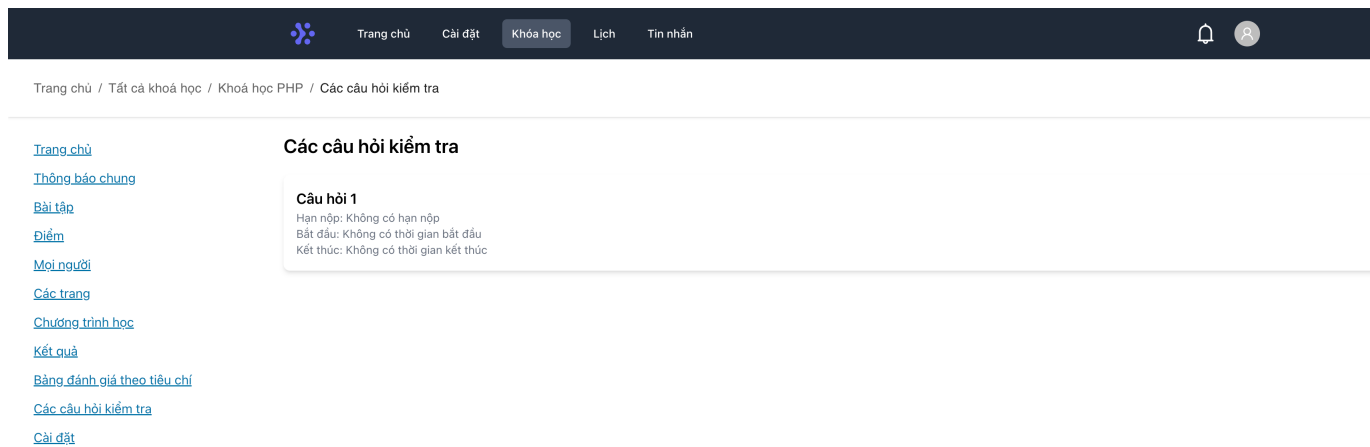 Trang chủ Cài đặt Khóa học Lịch Tin nhắn
Trang chủ / Tất cả khoá học / Khoá học PHP / Các câu hỏi kiểm tra
Trang chủ
Thông báo chung
Bài tập
Điểm
Mọi người
Các trang
Chương trình học
Kết quả
Bảng đánh giá theo tiêu chí
Các câu hỏi kiểm tra
Cài đặt
Các câu hỏi kiểm tra
Câu hỏi 1
Hạn nộp: Không có hạn nộp
Bắt đầu: Không có thời gian bắt đầu
Kết thúc: Không có thời gian kết thúc